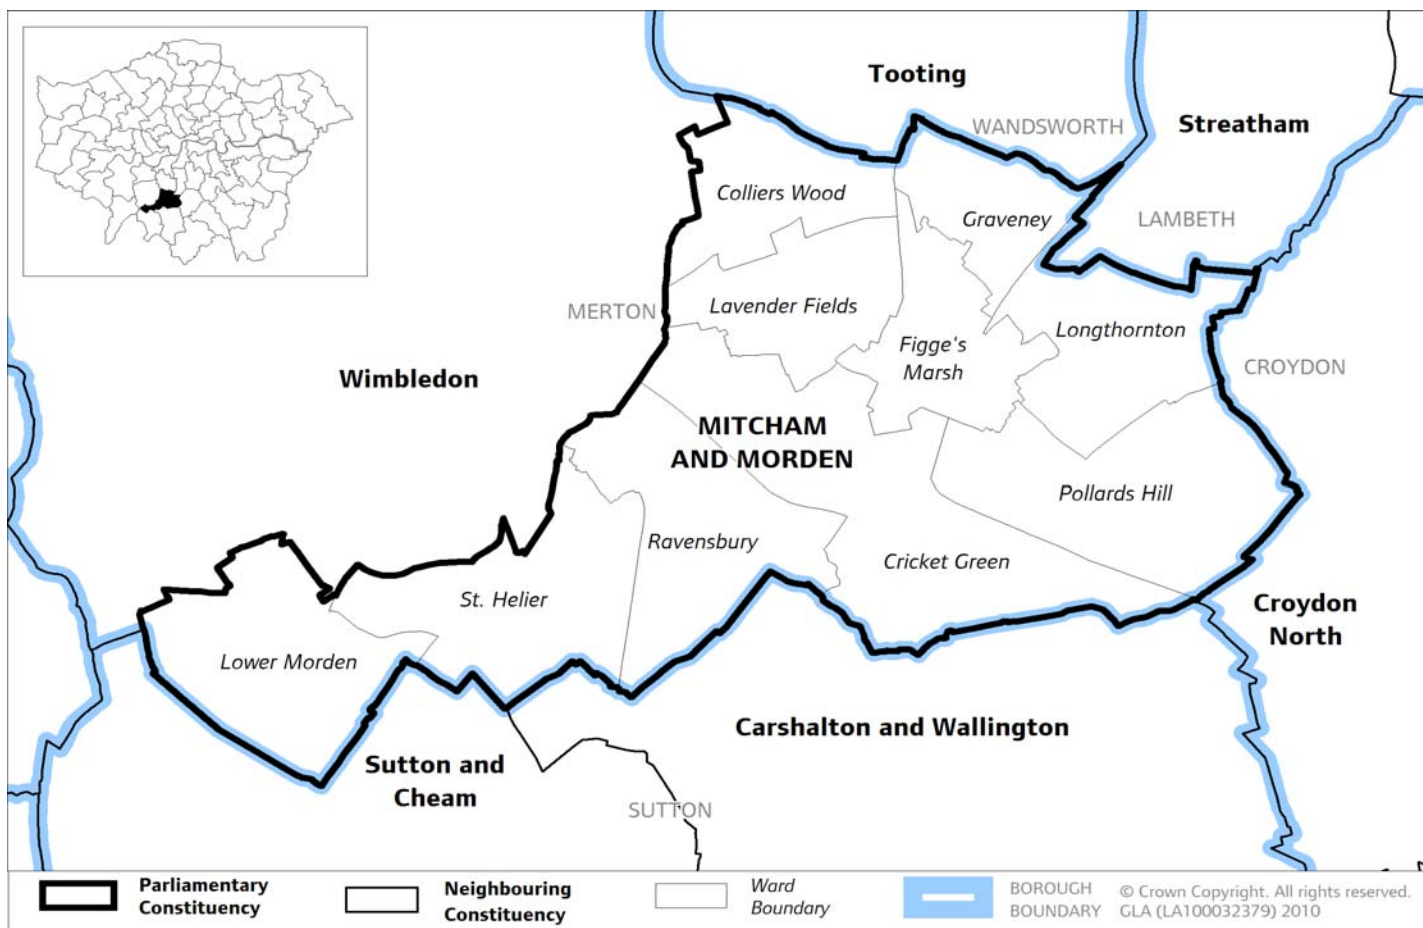 Tooting
WANDSWORTH
Streatham
Colliers Wood
Graveney
LAMBETH
MERTON
Lavender Fields
Longthornton
Figge's
Marsh
CROYDON
Wimbledon
MITCHAM
AND MORDEN
Pollards Hill
Ravensbury
Cricket Green
St. Helier
Croydon
North
Lower Morden
Carshalton and Wallington
Sutton and
Cheam
SUTTON
Parliamentary
Constituency
Neighbouring
Constituency
Ward
Boundary
BOROUGH
BOUNDARY
© Crown Copyright. All rights reserved.
GLA (LA100032379) 2010